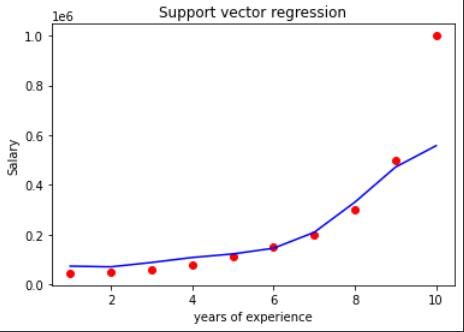 Support vector regression
1e6
1.0
0.8
0.6
0.4
0.2
0.0
Salary
2 4 6 8 10
years of experience